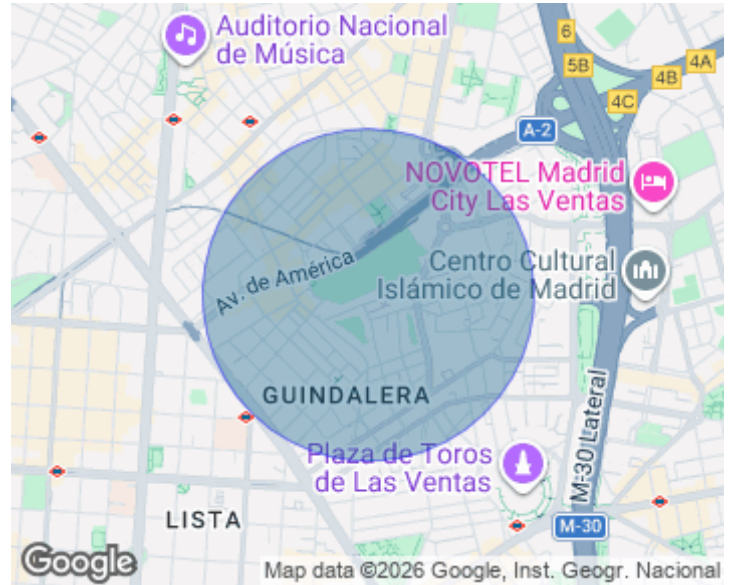 Auditorio Nacional
de Música
6
5B
4A
4B
4C
A-2
NOVOTEL Madrid
City Las Ventas
Av. de América
Centro Cultural
Islámico de Madrid
GUINDALERA
M-30 Lateral
Plaza de Toros
de Las Ventas
LISTA
M-30
Google
Map data ©2026 Google, Inst. Geogr. Nacional